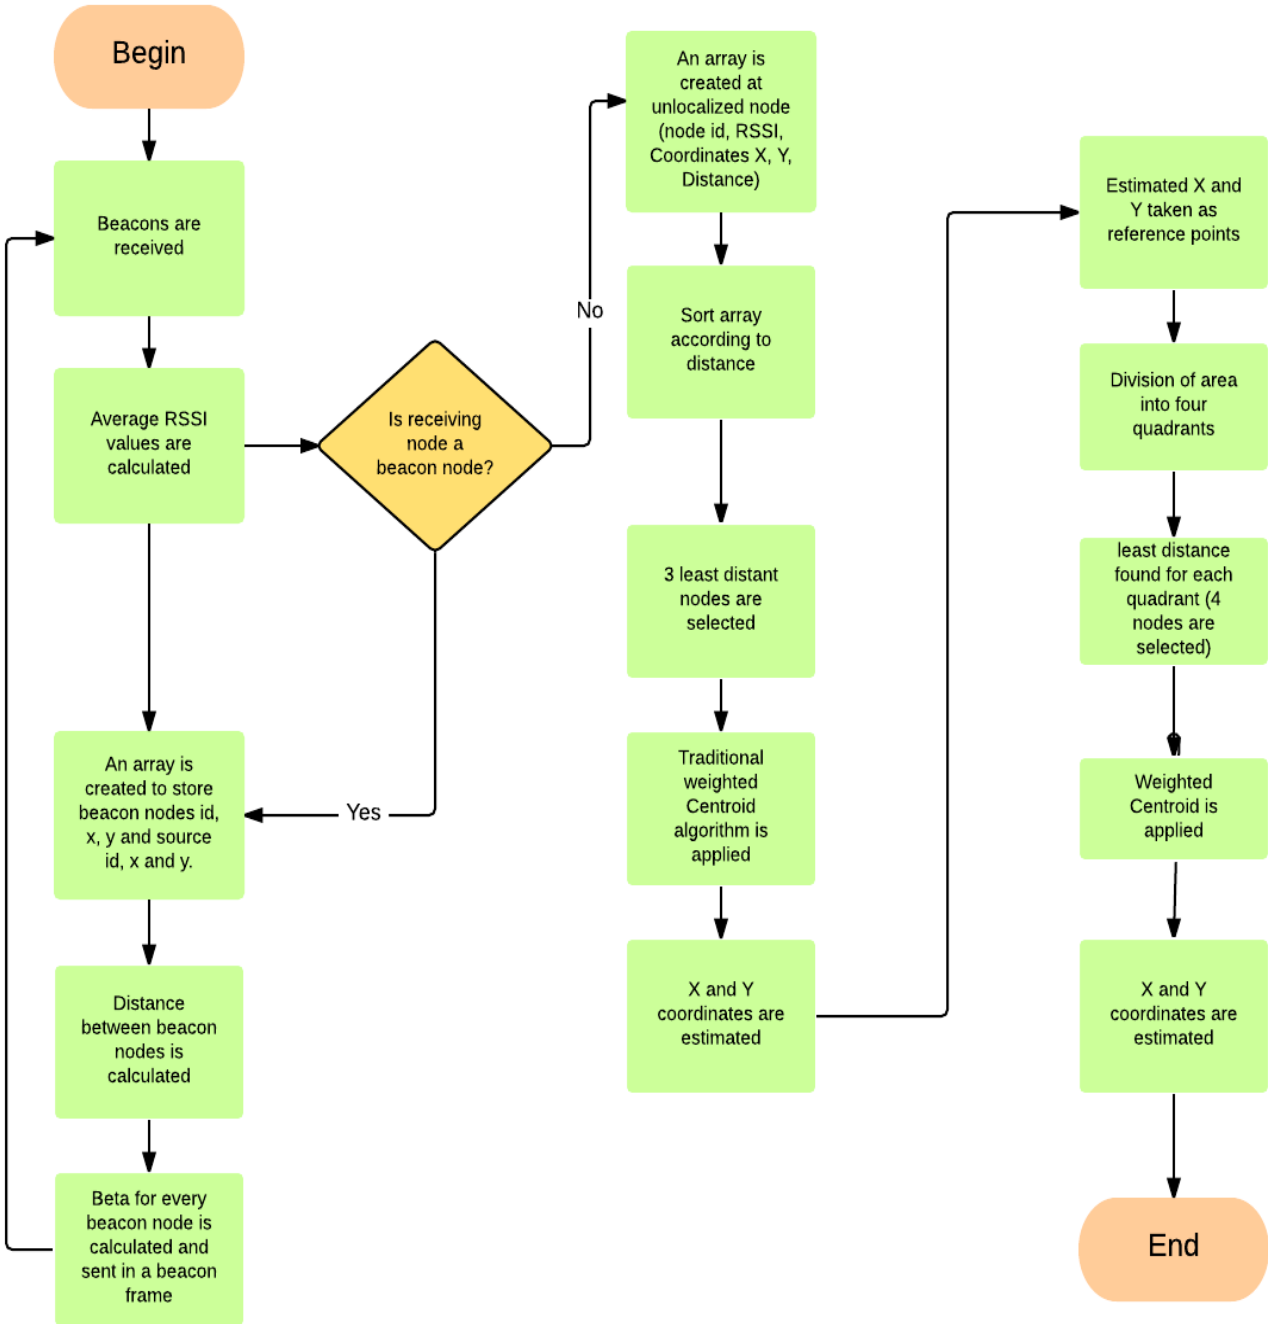 Begin
Beacons are
received
Average RSSI
values are
calculated
Is receiving
node a
beacon node?
No
Yes
An array is
created to store
beacon nodes id,
x, y and source
id, x and y.
Distance
between beacon
nodes is
calculated
Beta for every
beacon node is
calculated and
sent in a beacon
frame
An array is
created at
unlocalized node
(node id, RSSI,
Coordinates X, Y,
Distance)
Sort array
according to
distance
3 least distant
nodes are
selected
Traditional
weighted
Centroid
algorithm is
applied
X and Y
coordinates are
estimated
Estimated X and
Y taken as
reference points
Division of area
into four
quadrants
least distance
found for each
quadrant (4
nodes are
selected)
Weighted
Centroid is
applied
X and Y
coordinates are
estimated
End